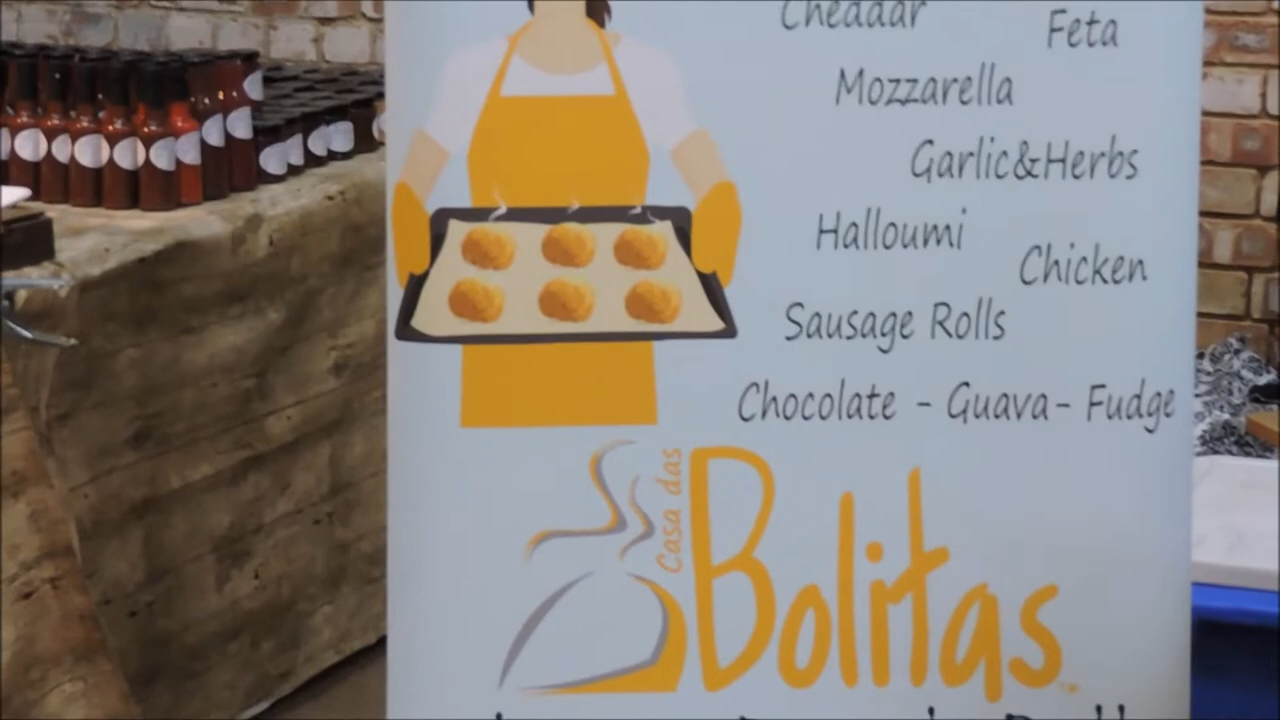 Cheddar
Feta
Mozzarella
Garlic&Herbs
Halloumi
Chicken
Sausage Rolls
Chocolate - Guava- Fudge
Casa das
Bolitas